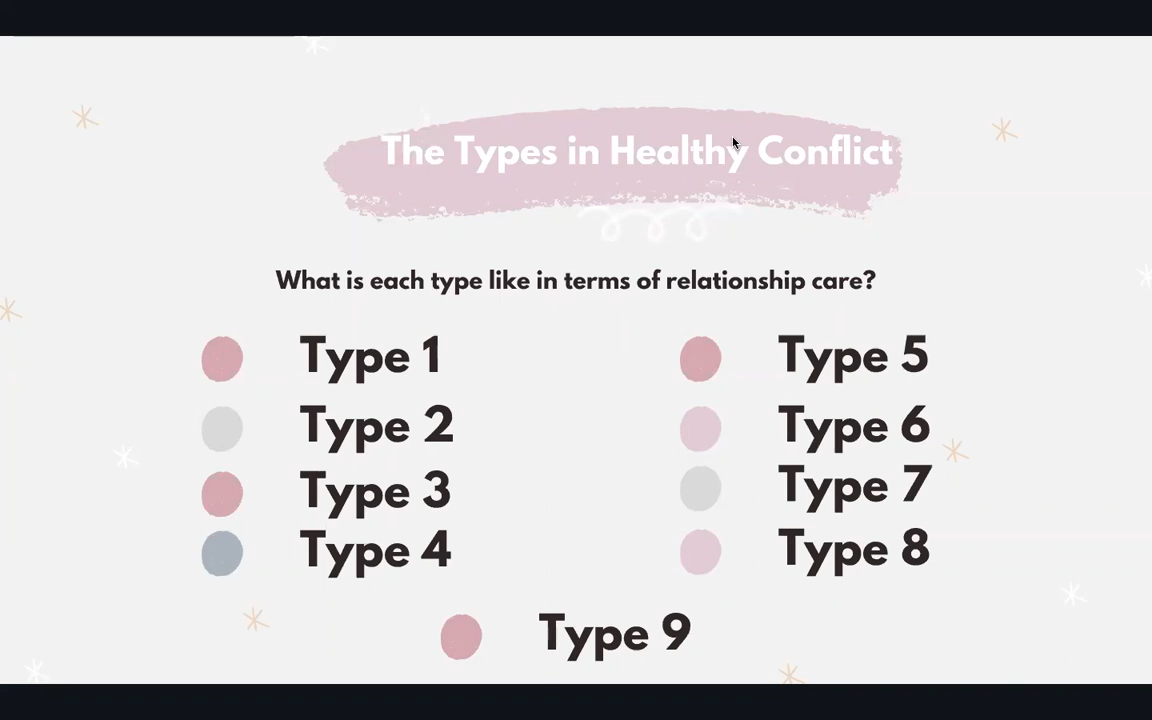 The Types in Healthy Conflict
What is each type like in terms of relationship care?
Type 1
Type 2
Type 3
Type 4
Type 5
Type 6
Type 7
Type 8
Type 9